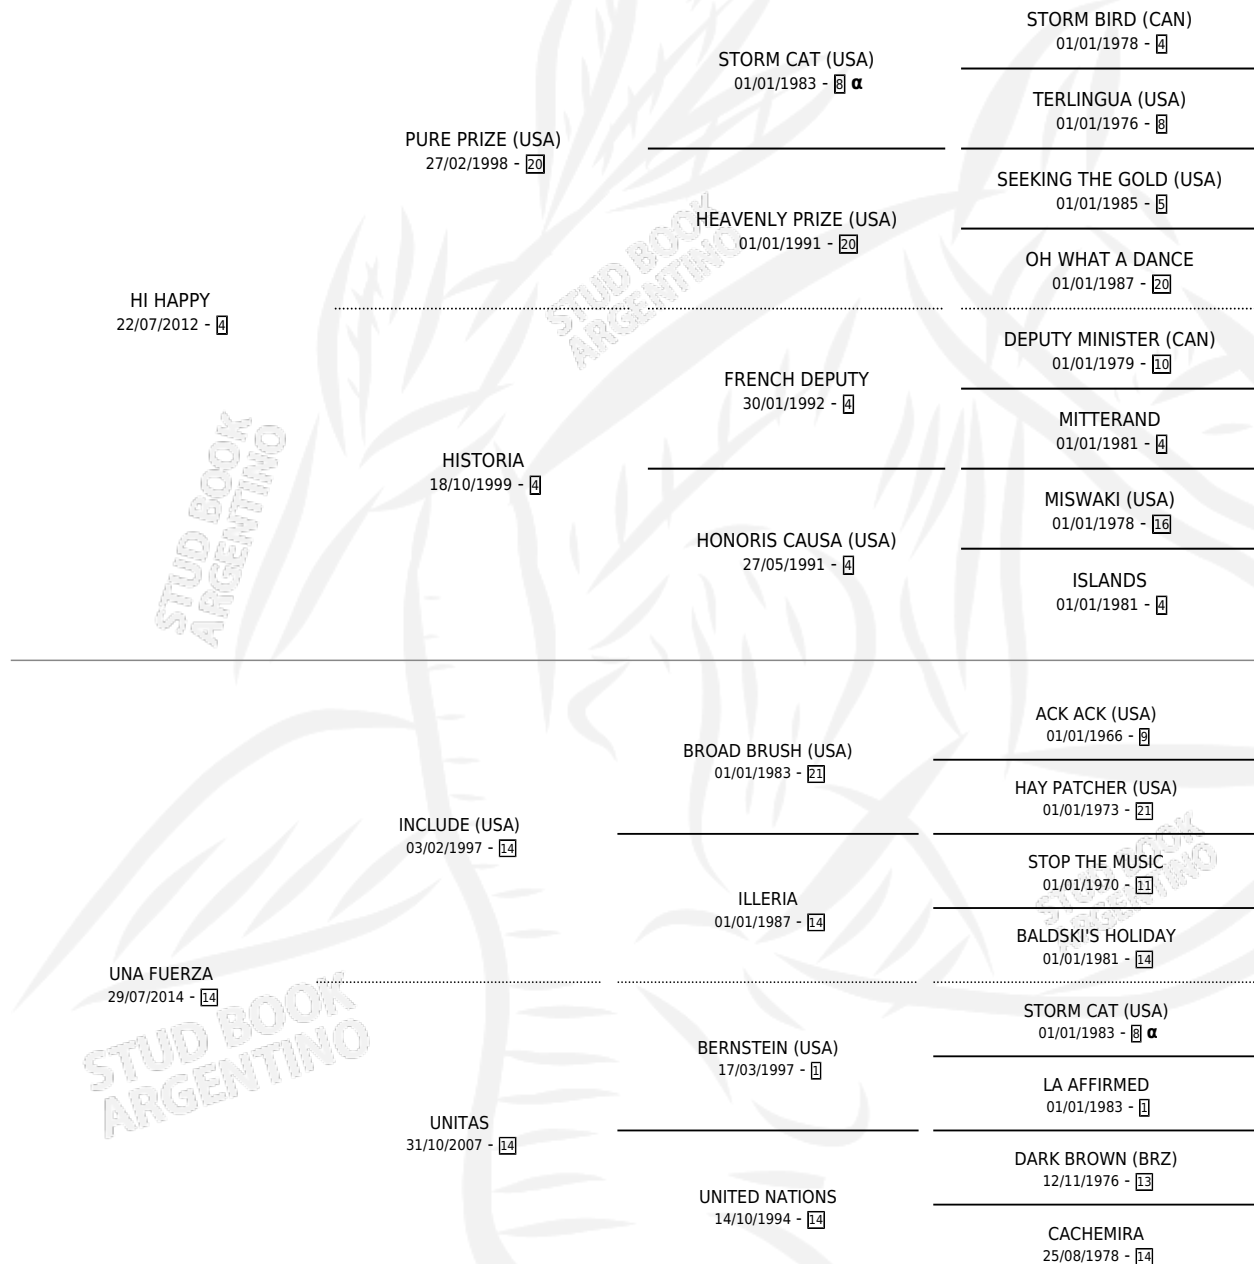 STORM BIRD (CAN)
01/01/1978 - 4
STORM CAT (USA)
01/01/1983 - 8 α
TERLINGUA (USA)
01/01/1976 - 8
PURE PRIZE (USA)
27/02/1998 - 20
SEEKING THE GOLD (USA)
01/01/1985 - 5
HEAVENLY PRIZE (USA)
01/01/1991 - 20
OH WHAT A DANCE
01/01/1987 - 20
HI HAPPY
22/07/2012 - 4
DEPUTY MINISTER (CAN)
01/01/1979 - 10
FRENCH DEPUTY
30/01/1992 - 4
MITTERAND
01/01/1981 - 4
HISTORIA
18/10/1999 - 4
MISWAKI (USA)
01/01/1978 - 16
HONORIS CAUSA (USA)
27/05/1991 - 4
ISLANDS
01/01/1981 - 4
ACK ACK (USA)
01/01/1966 - 9
BROAD BRUSH (USA)
01/01/1983 - 21
HAY PATCHER (USA)
01/01/1973 - 21
INCLUDE (USA)
03/02/1997 - 14
STOP THE MUSIC
01/01/1970 - 11
ILLERIA
01/01/1987 - 14
BALDSKI'S HOLIDAY
01/01/1981 - 14
UNA FUERZA
29/07/2014 - 14
STORM CAT (USA)
01/01/1983 - 8 α
BERNSTEIN (USA)
17/03/1997 - 1
LA AFFIRMED
01/01/1983 - 1
UNITAS
31/10/2007 - 14
DARK BROWN (BRZ)
12/11/1976 - 13
UNITED NATIONS
14/10/1994 - 14
CACHEMIRA
25/08/1978 - 14
STUD BOOK
ARGENTINO
STUD BOOK
ARGENTINO
STUD BOOK
ARGENTINO
STUD BOOK
ARGENTINO